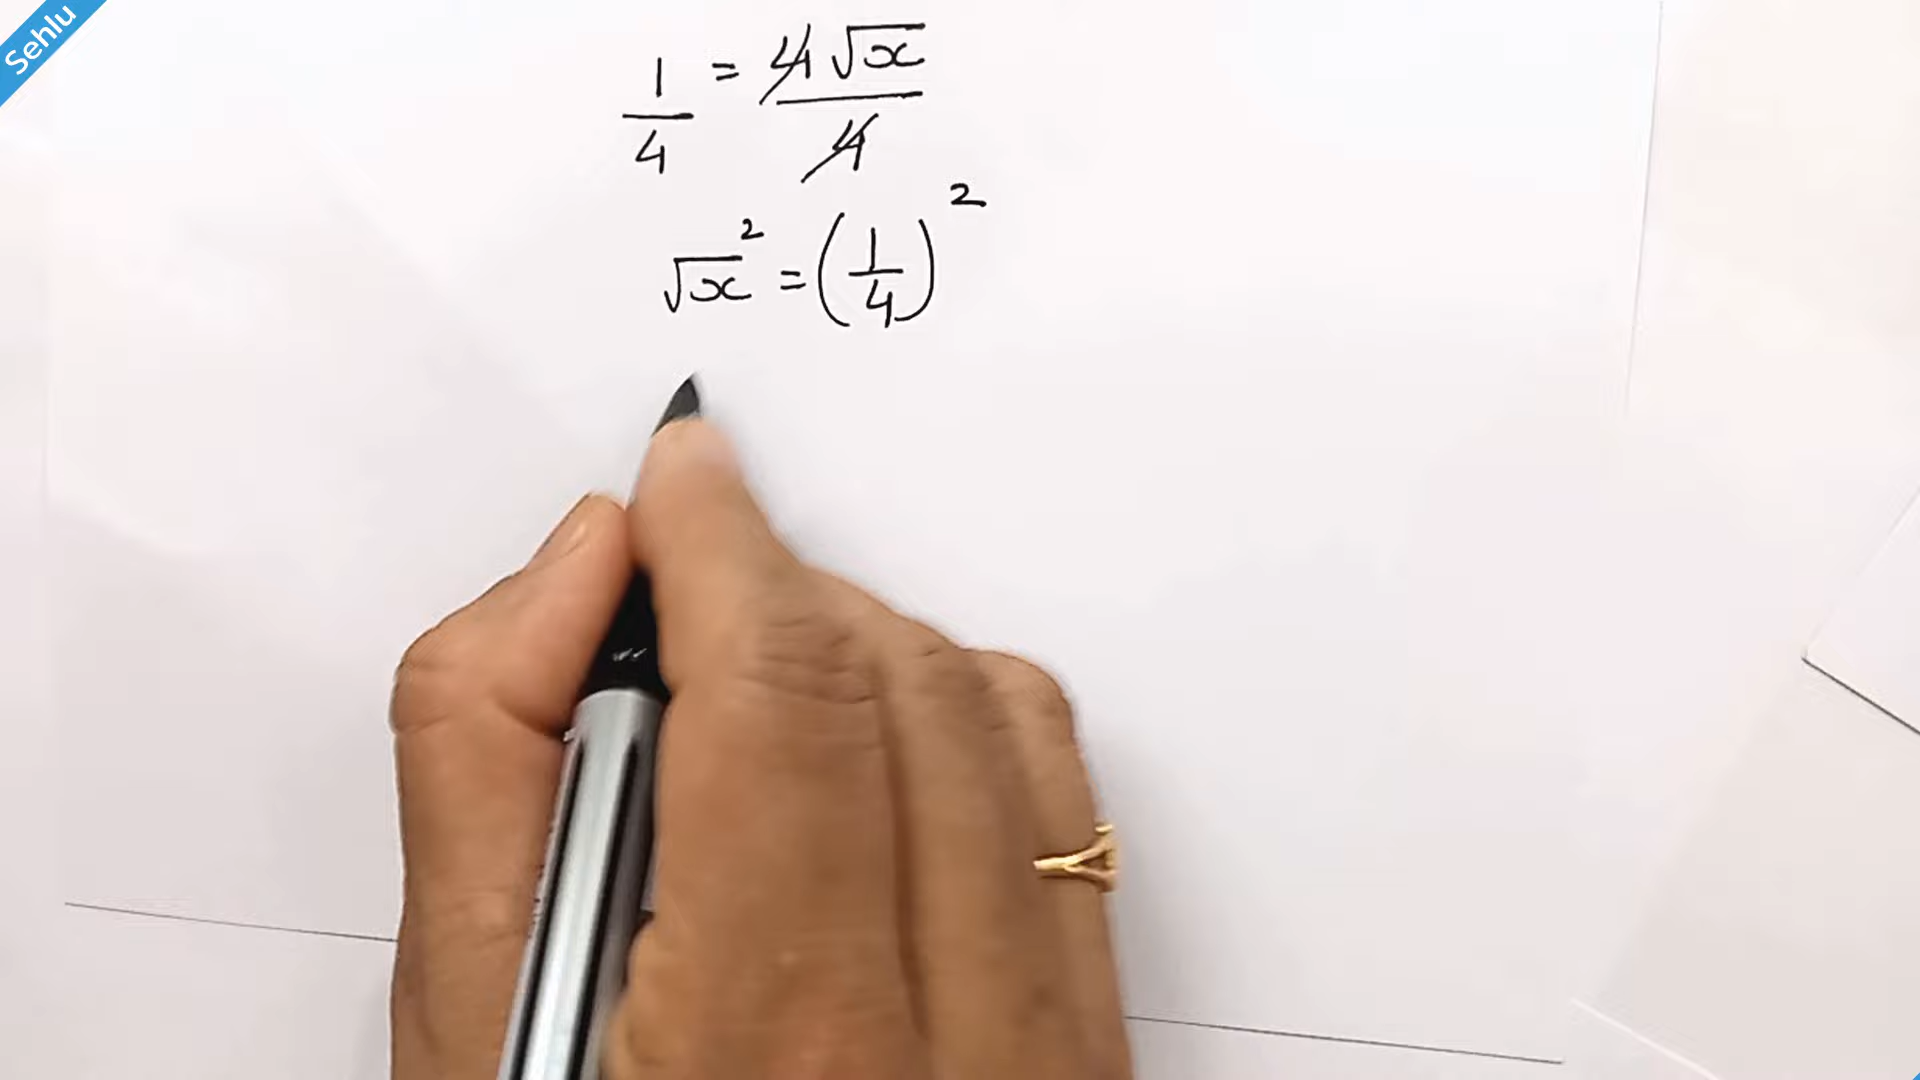 Sehlu
1/4 = 4√x/4
√x² = (1/4)²